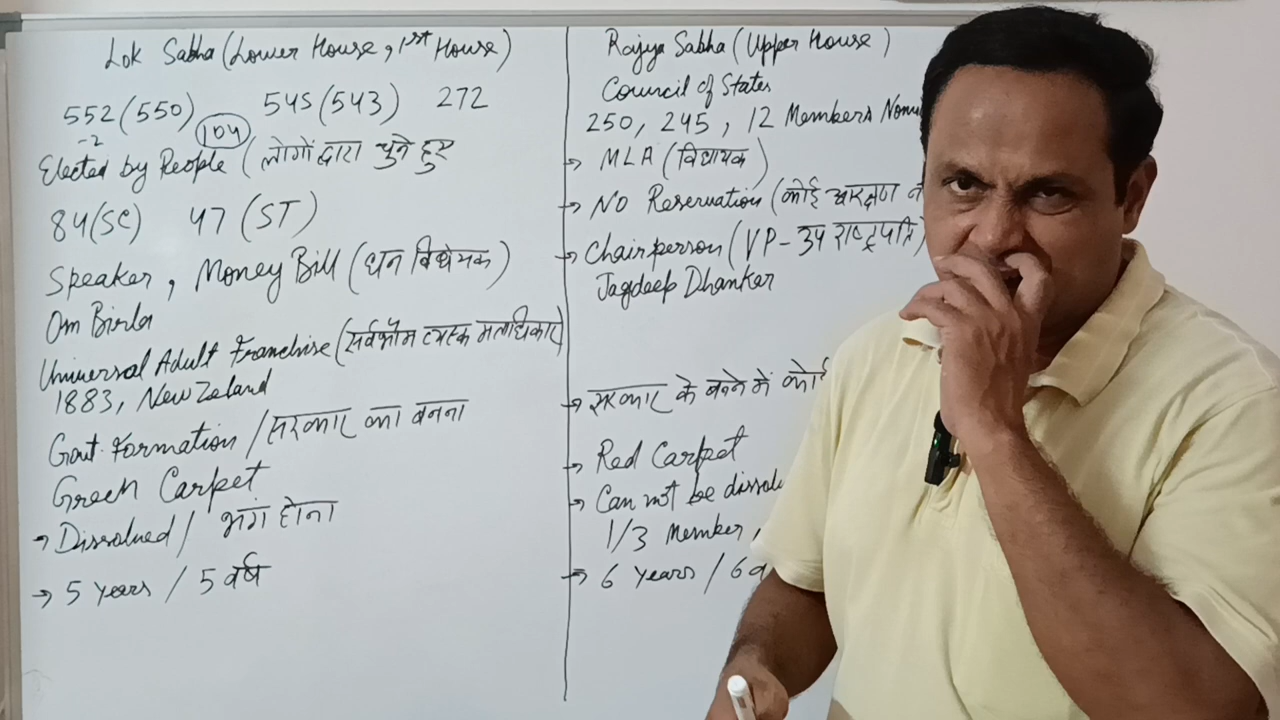 Lok Sabha (Lower House, 1st House)
552 (550) 545 (543) 272
-2 104
Elected by People (लोगों द्वारा चुने हुए
84 (SC) 47 (ST)
Speaker, Money Bill (धन विधेयक)
Om Birla
Universal Adult Franchise (सर्वभौम व्यस्क मताधिकार)
1883, New Zeland
Govt. Formation / सरकार का बनना
Green Carpet
→ Dissolved / भंग होना
→ 5 years / 5 वर्ष
Rajya Sabha (Upper House)
Council of States
250, 245, 12 Members
→ MLA (विधायक)
→ NO Reservation (कोई आरक्षण
→ Chairperson (VP - उप राष्ट्रपति)
Jagdeep Dhankar
→ सरकार के बनने में
→ Red Carpet
→ Can not be
1/3 Member,
→ 6 years / 6